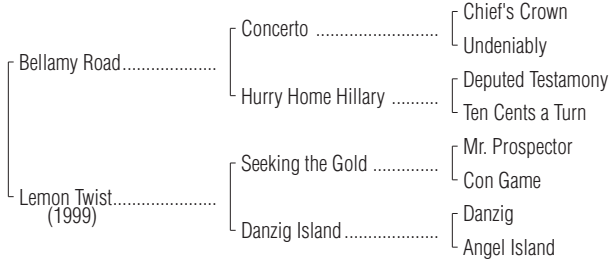 Chief's Crown
Concerto ..........................
Undeniably
Bellamy Road....................
Deputed Testamony
Hurry Home Hillary ..........
Ten Cents a Turn
Mr. Prospector
Seeking the Gold ..............
Con Game
Lemon Twist......................
(1999)
Danzig
Danzig Island....................
Angel Island